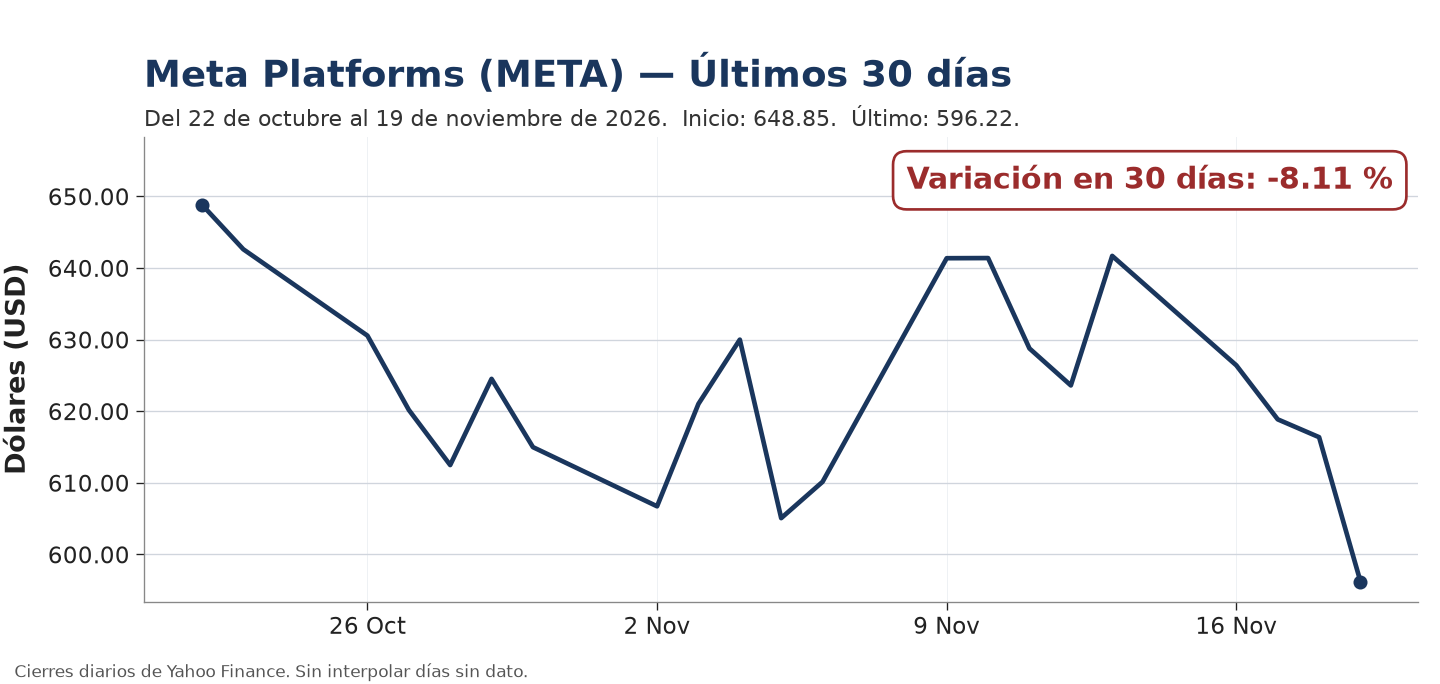 Meta Platforms (META) — Últimos 30 días
Del 22 de octubre al 19 de noviembre de 2026.  Inicio: 648.85.  Último: 596.22.
Variación en 30 días: -8.11 %
Dólares (USD)
650.00
640.00
630.00
620.00
610.00
600.00
26 Oct
2 Nov
9 Nov
16 Nov
Cierres diarios de Yahoo Finance. Sin interpolar días sin dato.